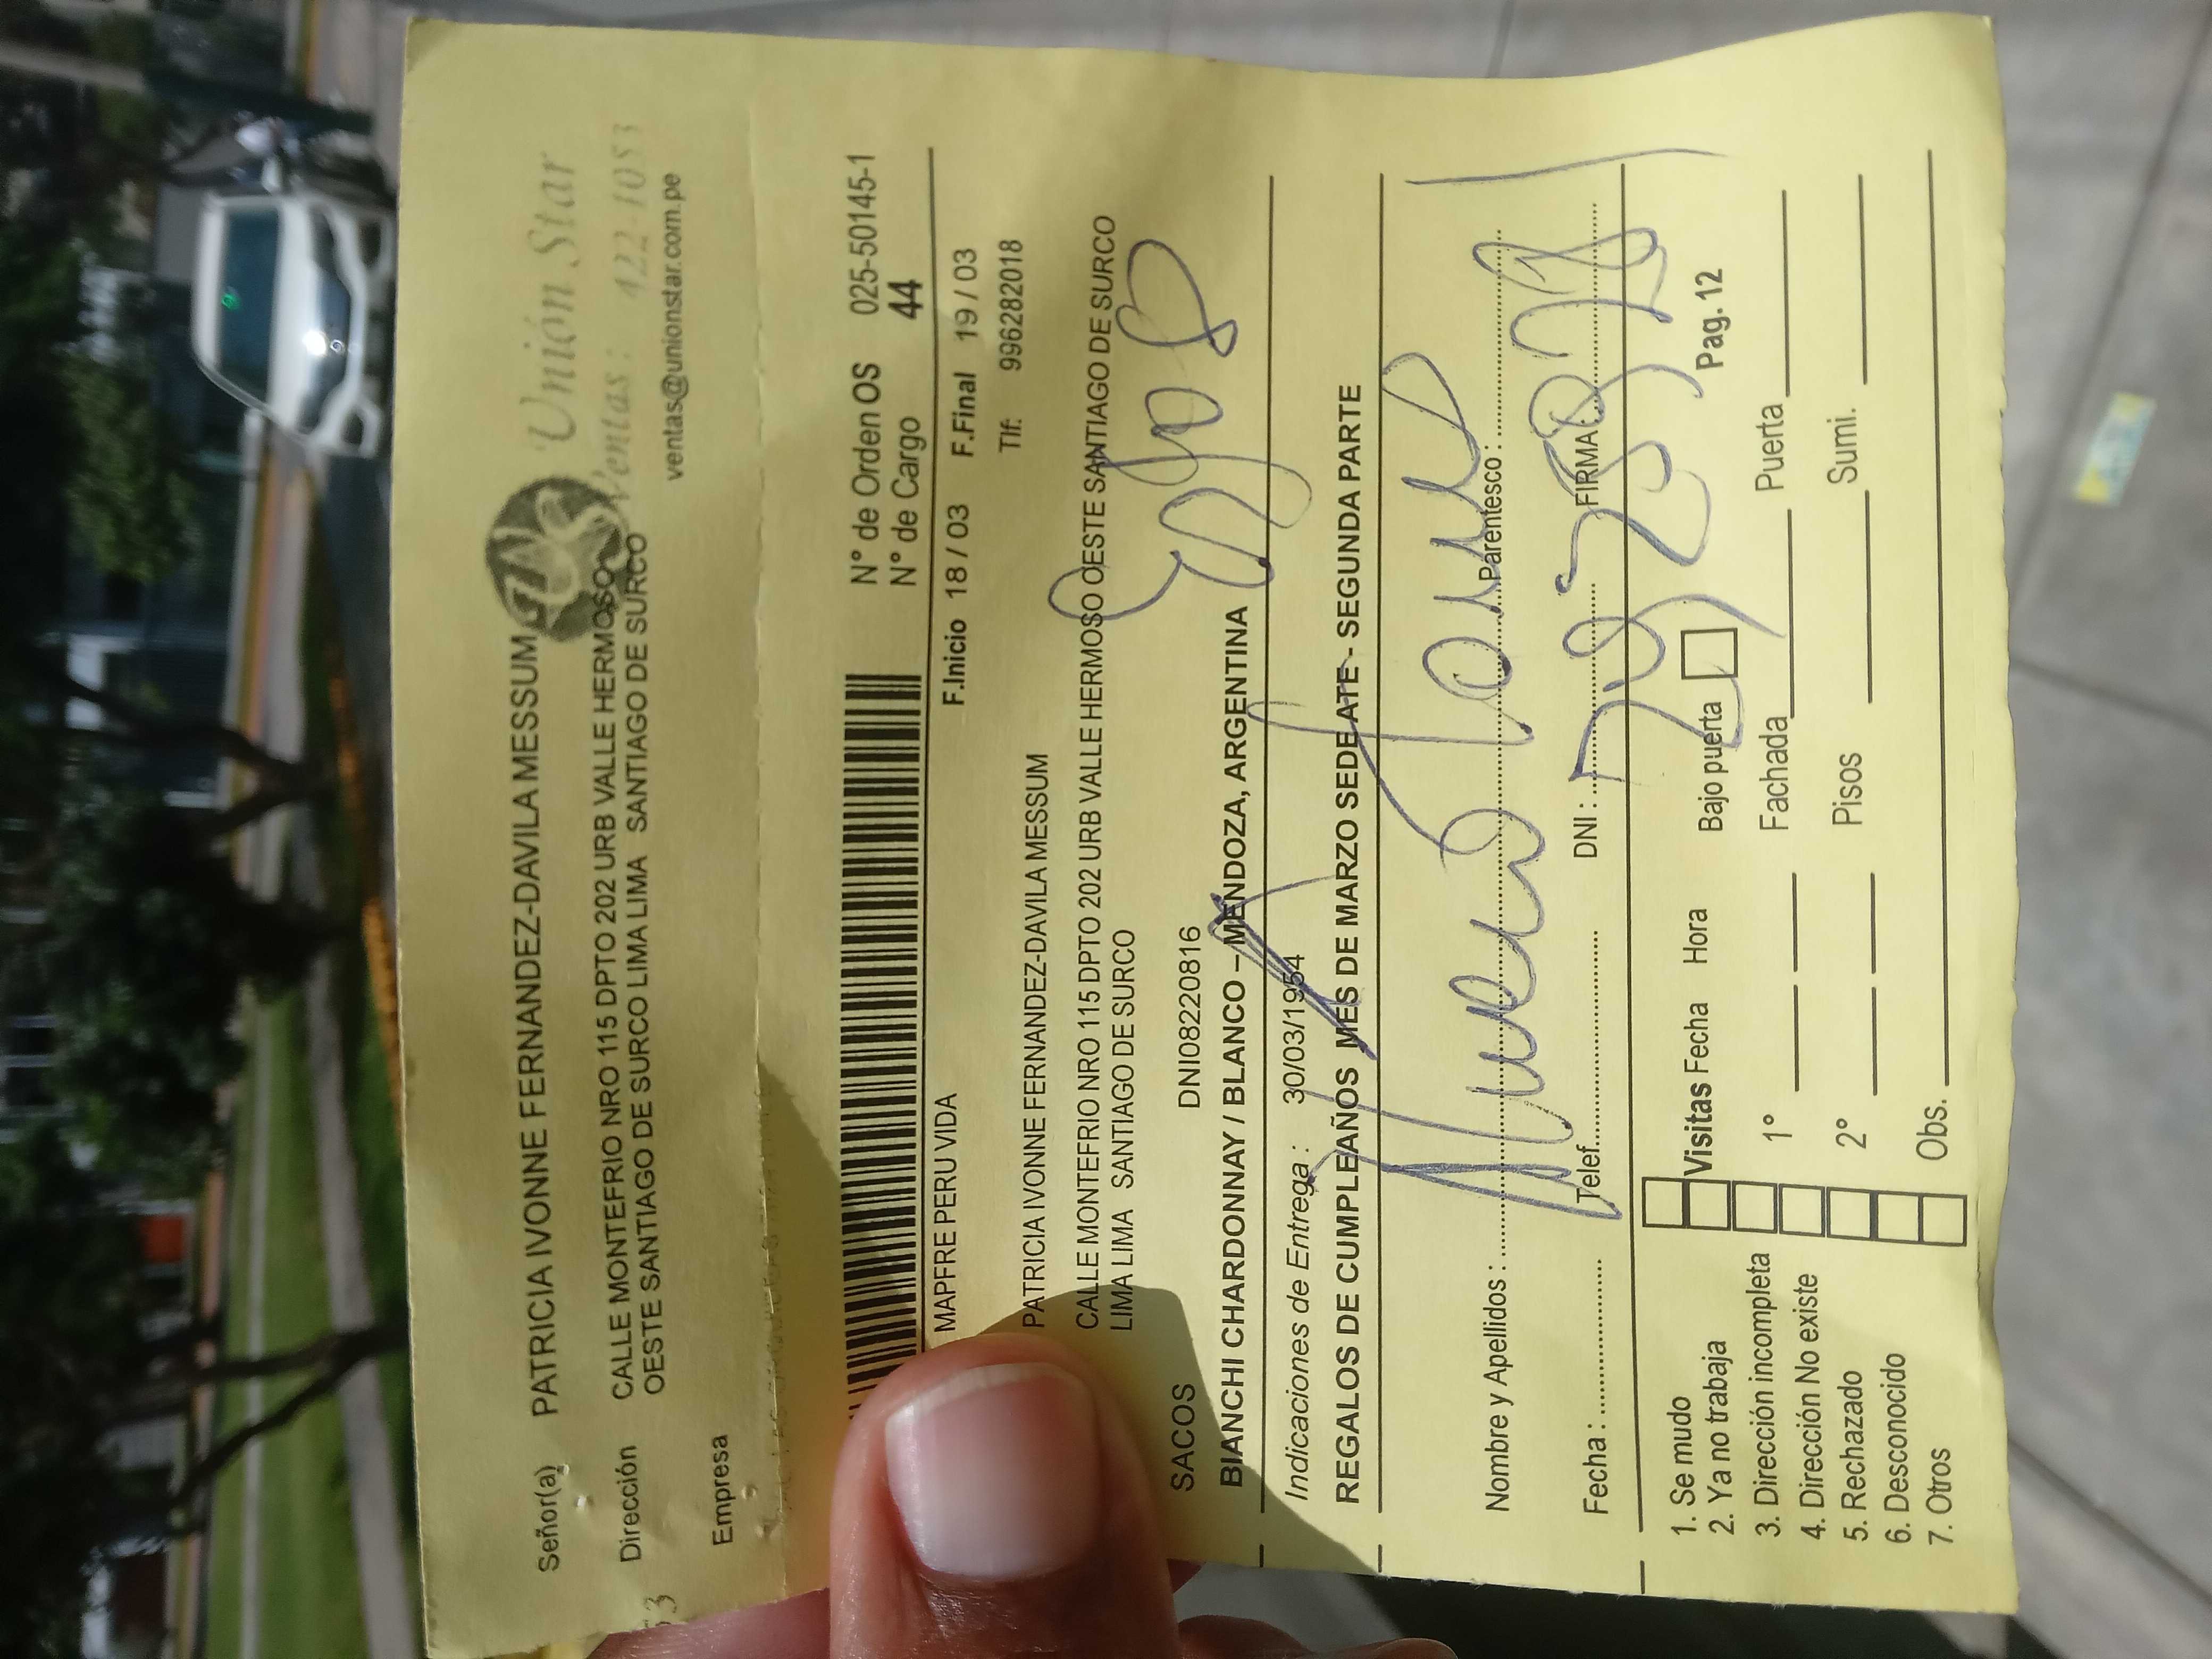 Unión Star
Ventas : 422-1053
ventas@unionstar.com.pe
Señor(a) PATRICIA IVONNE FERNANDEZ-DAVILA MESSUM
Dirección CALLE MONTEFRIO NRO 115 DPTO 202 URB VALLE HERMOSO
OESTE SANTIAGO DE SURCO LIMA LIMA SANTIAGO DE SURCO
Empresa
53
N° de Orden OS 025-50145-1
N° de Cargo 44
MAPFRE PERU VIDA F.Inicio 18 / 03 F.Final 19 / 03
Tlf: 996282018
PATRICIA IVONNE FERNANDEZ-DAVILA MESSUM
CALLE MONTEFRIO NRO 115 DPTO 202 URB VALLE HERMOSO OESTE SANTIAGO DE SURCO
LIMA LIMA SANTIAGO DE SURCO
SACOS DNI08220816
BIANCHI CHARDONNAY / BLANCO – MENDOZA, ARGENTINA
Indicaciones de Entrega : 30/03/1954
REGALOS DE CUMPLEAÑOS MES DE MARZO SEDE ATE - SEGUNDA PARTE
Nombre y Apellidos : Parentesco :
Fecha : Telef. DNI : FIRMA
1. Se mudo Visitas Fecha Hora Bajo puerta Pag. 12
2. Ya no trabaja
3. Dirección incompleta 1° Fachada Puerta
4. Dirección No existe
5. Rechazado 2° Pisos Sumi.
6. Desconocido
7. Otros Obs.